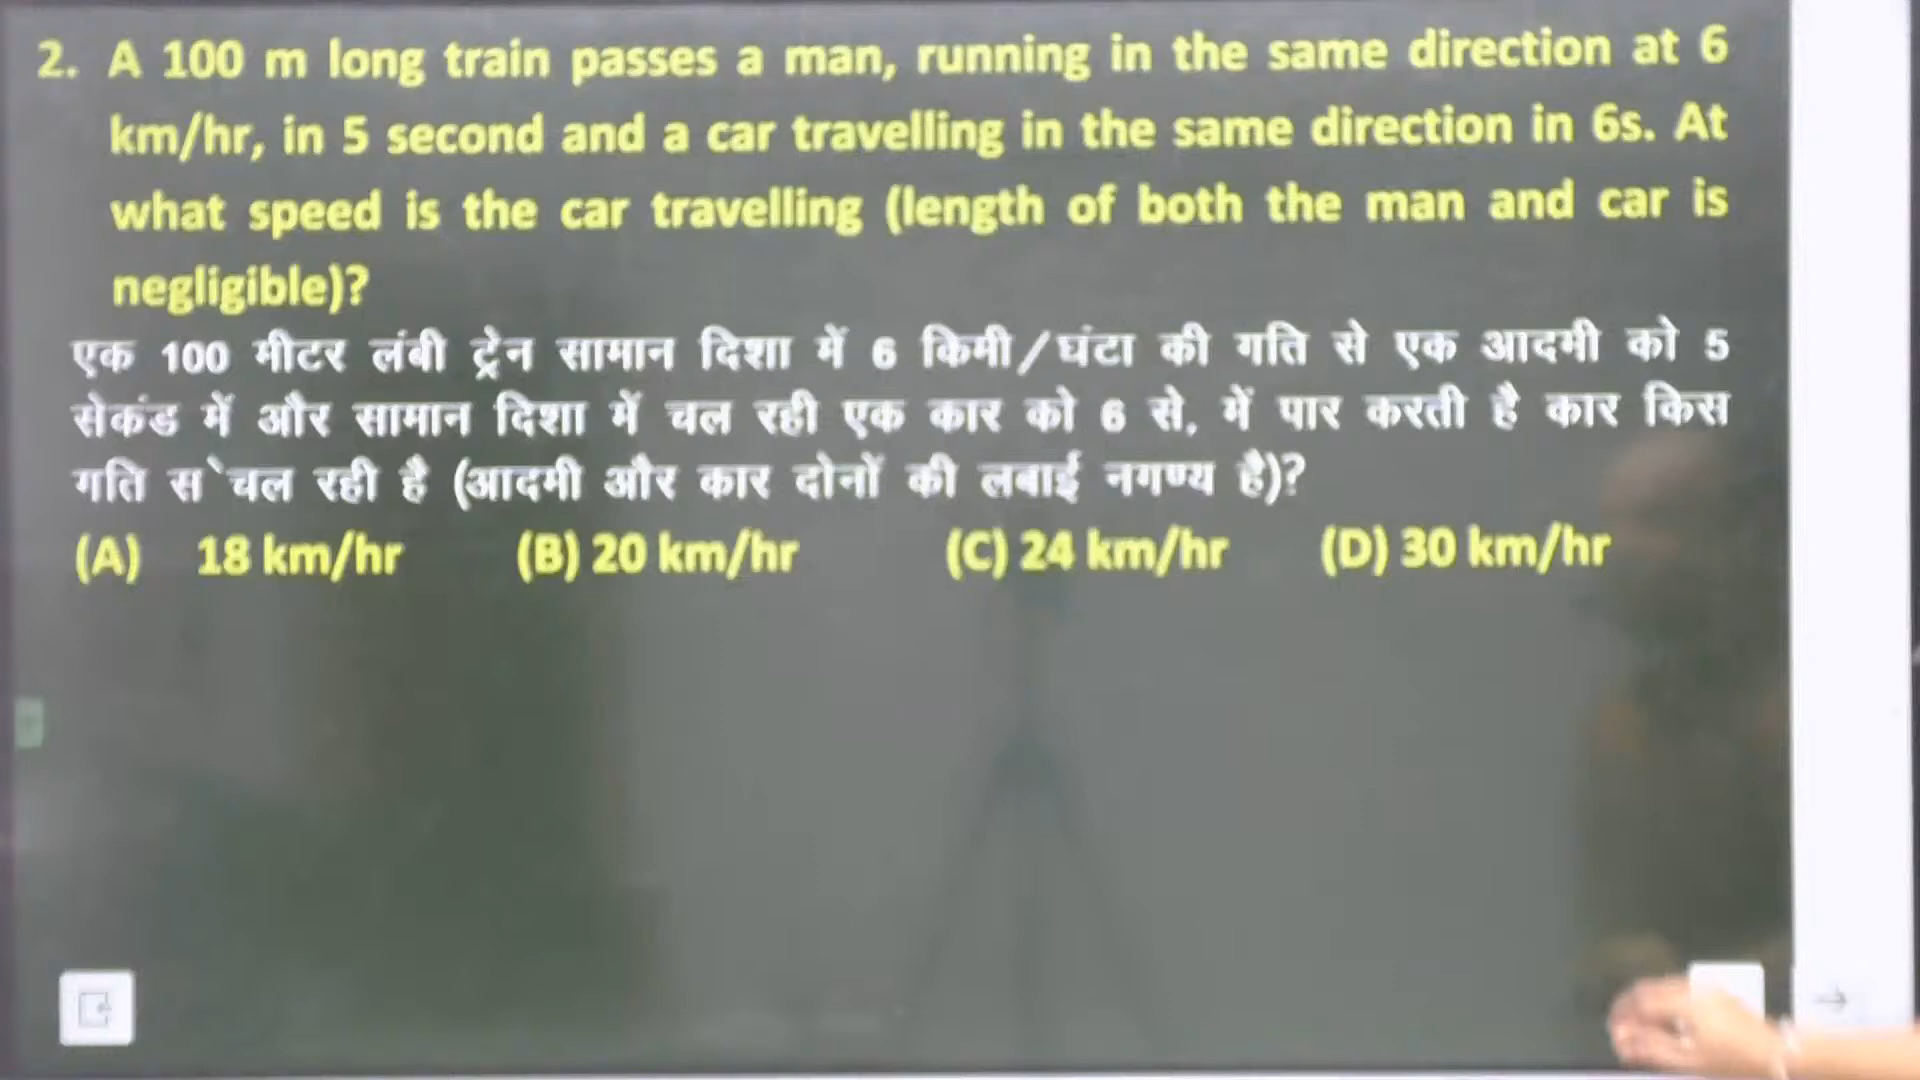 2. A 100 m long train passes a man, running in the same direction at 6
km/hr, in 5 second and a car travelling in the same direction in 6s. At
what speed is the car travelling (length of both the man and car is
negligible)?
एक 100 मीटर लंबी ट्रेन सामान दिशा में 6 किमी/घंटा की गति से एक आदमी को 5
सेकंड में और सामान दिशा में चल रही एक कार को 6 से. में पार करती है कार किस
गति स`चल रही है (आदमी और कार दोनों की लबाई नगण्य है)?
(A) 18 km/hr (B) 20 km/hr (C) 24 km/hr (D) 30 km/hr